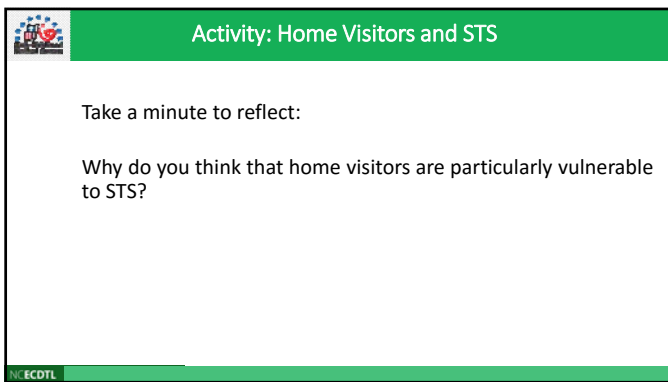 Activity: Home Visitors and STS
Take a minute to reflect:
Why do you think that home visitors are particularly vulnerable
to STS?
NCECDTL